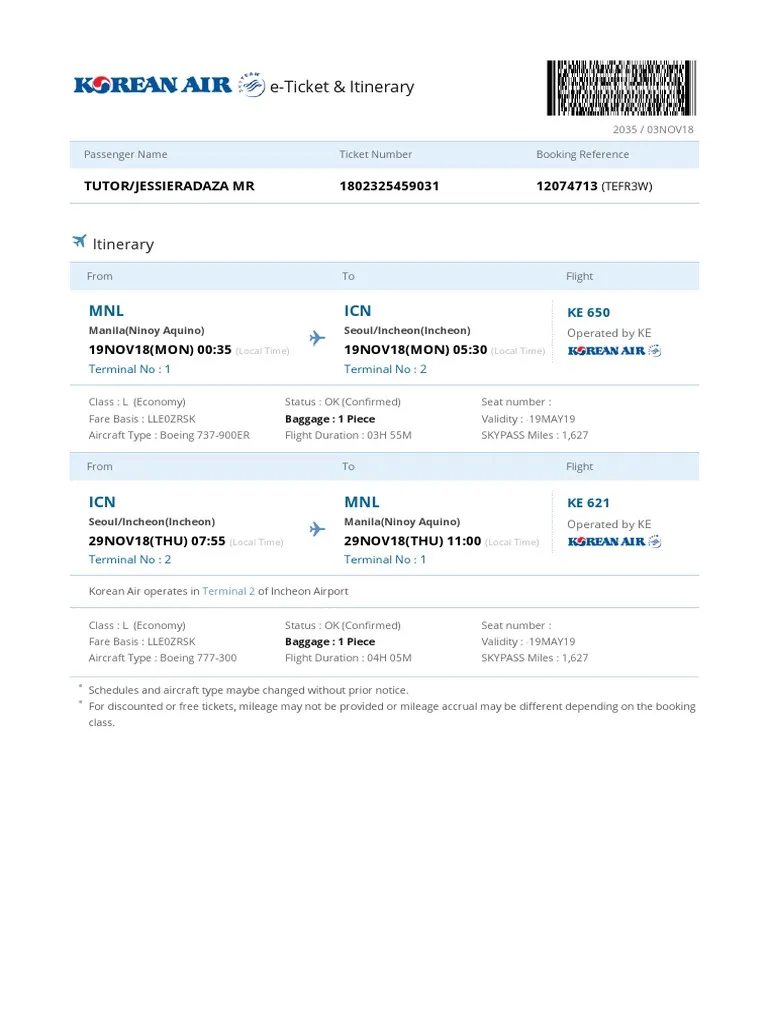 KOREAN AIR SKYTEAM e-Ticket & Itinerary
2035 / 03NOV18
Passenger Name Ticket Number Booking Reference
TUTOR/JESSIERADAZA MR 1802325459031 12074713 (TEFR3W)
Itinerary
From To Flight
MNL ICN KE 650
Manila(Ninoy Aquino) Seoul/Incheon(Incheon) Operated by KE
19NOV18(MON) 00:35 (Local Time) 19NOV18(MON) 05:30 (Local Time) KOREAN AIR
Terminal No : 1 Terminal No : 2
Class : L (Economy) Status : OK (Confirmed) Seat number :
Fare Basis : LLE0ZRSK Baggage : 1 Piece Validity : -19MAY19
Aircraft Type : Boeing 737-900ER Flight Duration : 03H 55M SKYPASS Miles : 1,627
From To Flight
ICN MNL KE 621
Seoul/Incheon(Incheon) Manila(Ninoy Aquino) Operated by KE
29NOV18(THU) 07:55 (Local Time) 29NOV18(THU) 11:00 (Local Time) KOREAN AIR
Terminal No : 2 Terminal No : 1
Korean Air operates in Terminal 2 of Incheon Airport
Class : L (Economy) Status : OK (Confirmed) Seat number :
Fare Basis : LLE0ZRSK Baggage : 1 Piece Validity : -19MAY19
Aircraft Type : Boeing 777-300 Flight Duration : 04H 05M SKYPASS Miles : 1,627
* Schedules and aircraft type maybe changed without prior notice.
* For discounted or free tickets, mileage may not be provided or mileage accrual may be different depending on the booking
class.